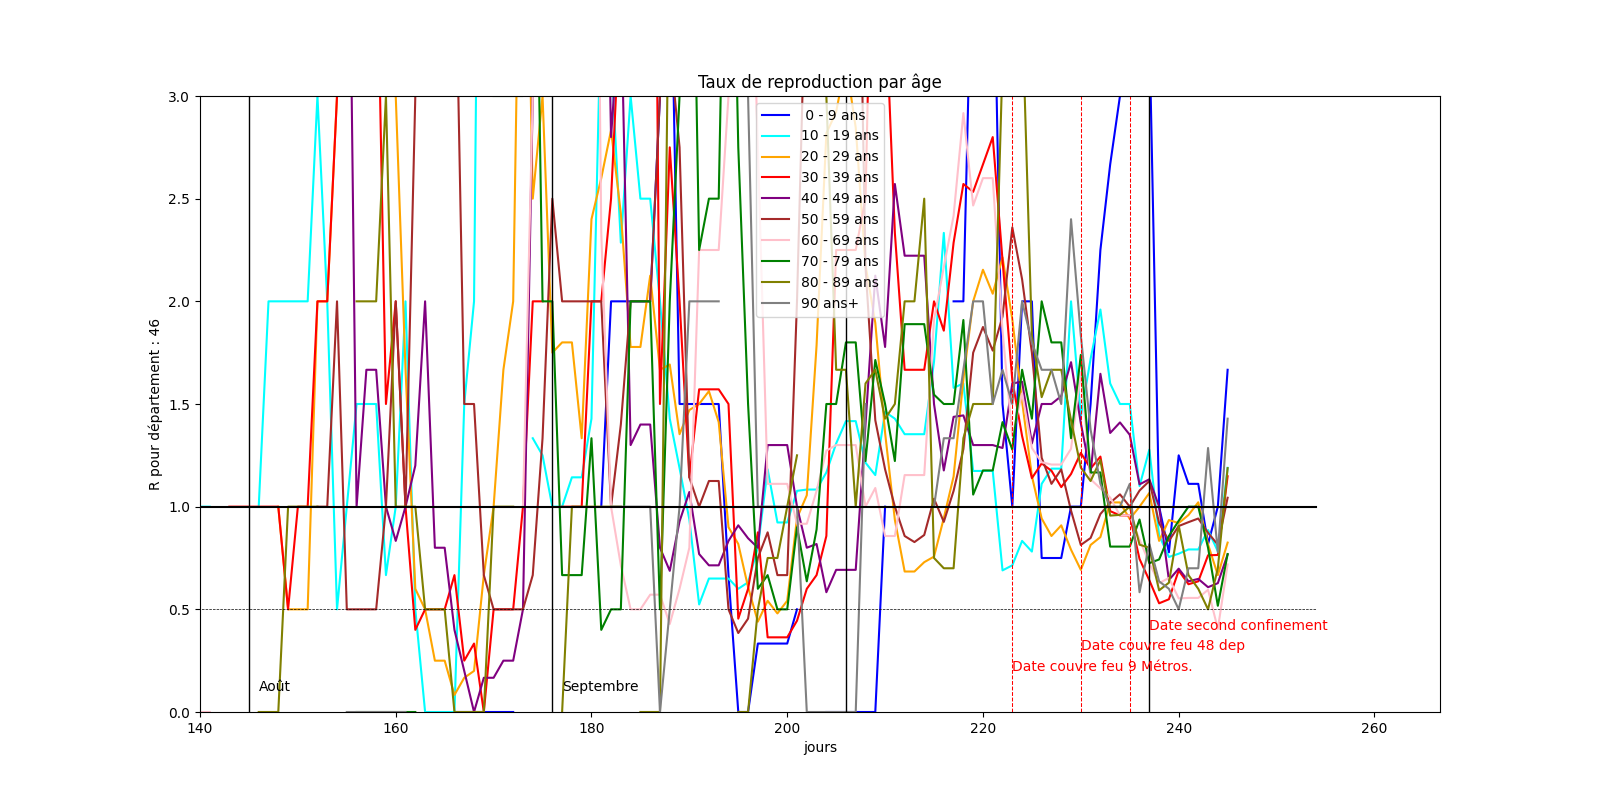 Taux de reproduction par âge
3.0
2.5
2.0
1.5
1.0
0.5
0.0
R pour département : 46
0 - 9 ans
10 - 19 ans
20 - 29 ans
30 - 39 ans
40 - 49 ans
50 - 59 ans
60 - 69 ans
70 - 79 ans
80 - 89 ans
90 ans+
Date second confinement
Date couvre feu 48 dep
Date couvre feu 9 Métros.
Août
Septembre
140
160
180
200
220
240
260
jours